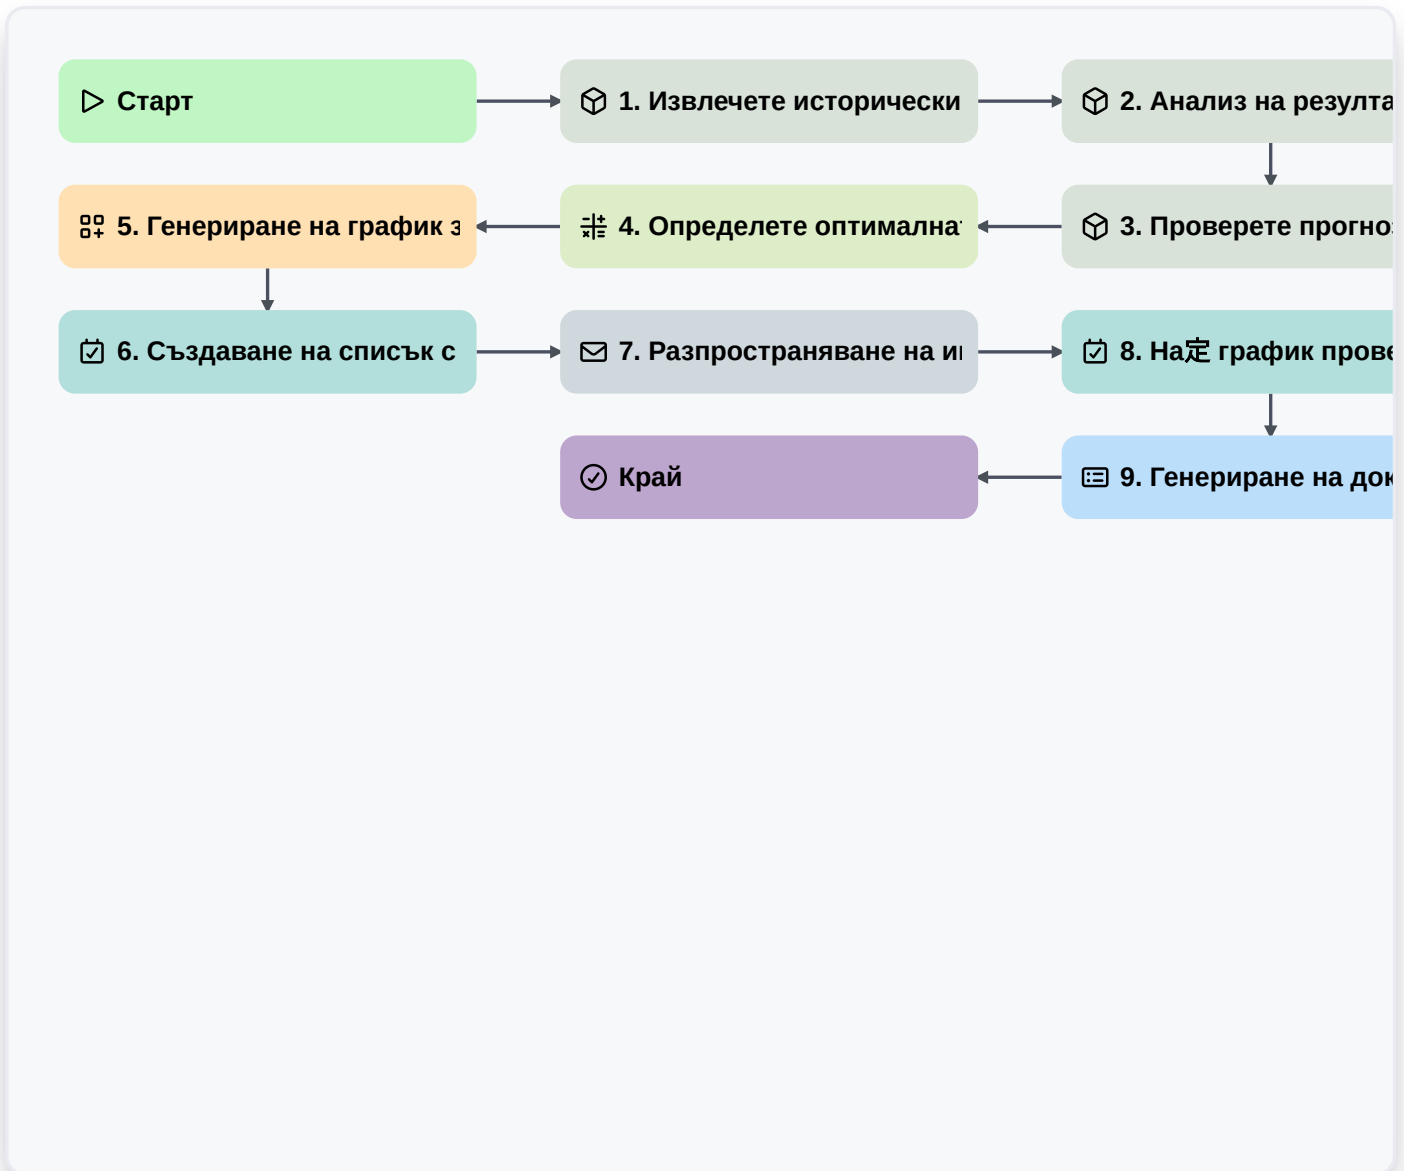 Старт
1. Извлечете исторически
2. Анализ на резулта
3. Проверете прогноз
4. Определете оптимална
5. Генериране на график з
6. Създаване на списък с
7. Разпространяване на
8. На定 график прове
9. Генериране на док
Край